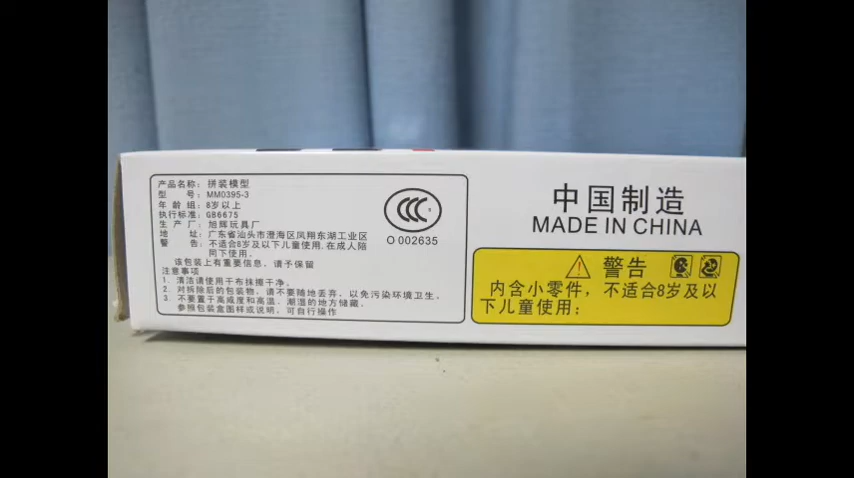 产品名称: 拼装模型
型 号: MM0395-3
年 龄 组: 8岁以上
执行标准: GB6675
生 产 厂: 旭辉玩具厂
地 址: 广东省汕头市澄海区凤翔东湖工业区
警 告: 不适合8岁及以下儿童使用,在成人陪
同下使用。
该包装上有重要信息, 请予保留
注意事项
1. 清洁请使用干布抹搌干净。
2. 对拆除后的包装物, 请不要随地丢弃, 以免污染环境卫生。
3. 不要置于高咸度和高温、潮湿的地方储藏。
参照包装盒图样或说明, 可自行操作
CCC S
O 002635
中国制造
MADE IN CHINA
警告
内含小零件, 不适合8岁及以
下儿童使用;